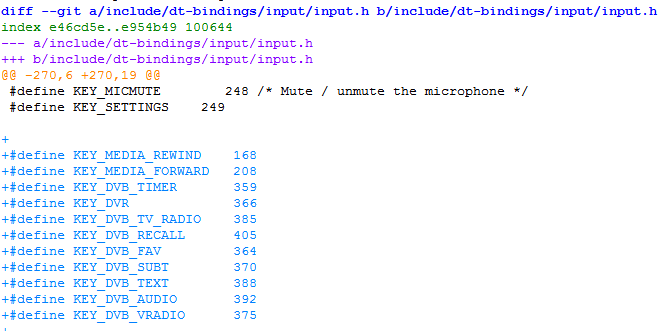 diff --git a/include/dt-bindings/input/input.h b/include/dt-bindings/input/input.h
index e46cd5e..e954b49 100644
--- a/include/dt-bindings/input/input.h
+++ b/include/dt-bindings/input/input.h
@@ -270,6 +270,19 @@
 #define KEY_MICMUTE        248 /* Mute / unmute the microphone */
 #define KEY_SETTINGS    249

+
+#define KEY_MEDIA_REWIND    168
+#define KEY_MEDIA_FORWARD   208
+#define KEY_DVB_TIMER       359
+#define KEY_DVR             366
+#define KEY_DVB_TV_RADIO    385
+#define KEY_DVB_RECALL      405
+#define KEY_DVB_FAV         364
+#define KEY_DVB_SUBT        370
+#define KEY_DVB_TEXT        388
+#define KEY_DVB_AUDIO       392
+#define KEY_DVB_VRADIO      375
+